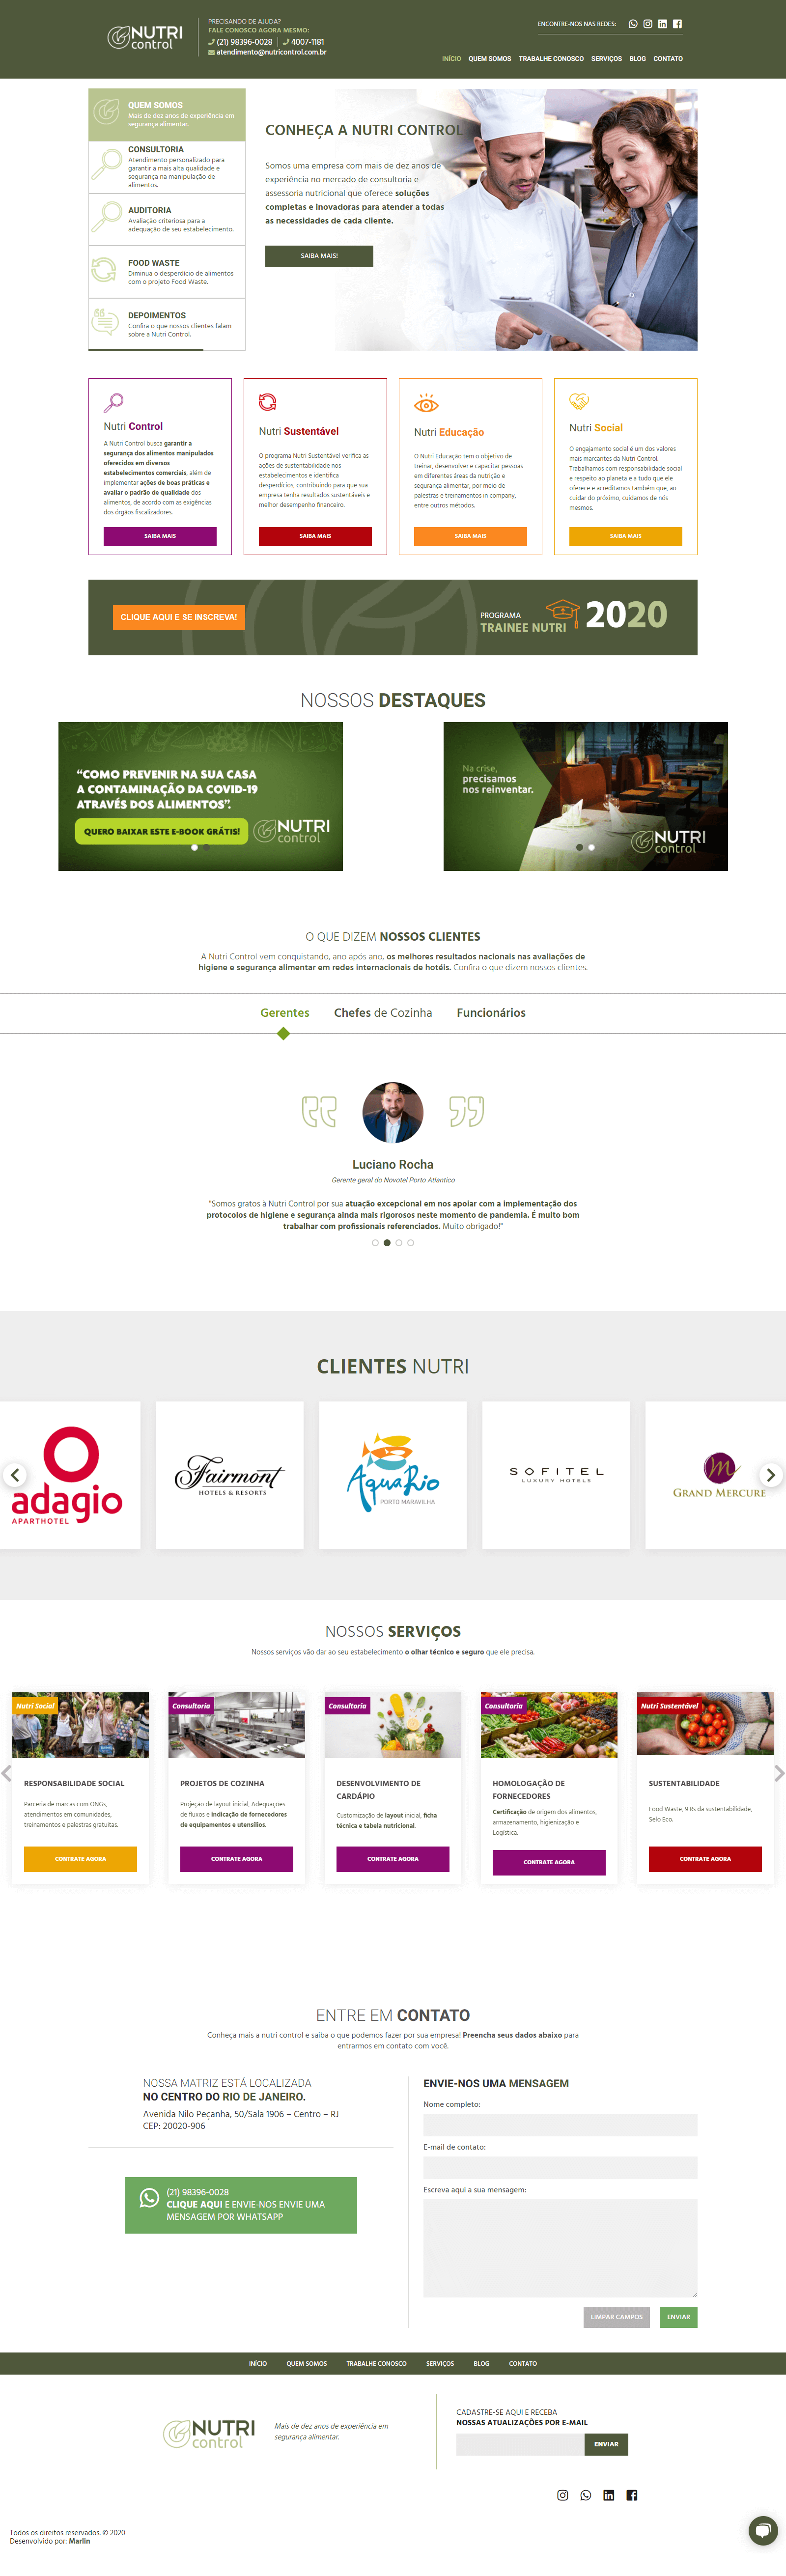 NUTRI
control
PRECISANDO DE AJUDA?
FALE CONOSCO AGORA MESMO:
(21) 98396-0028 | 4007-1181
atendimento@nutricontrol.com.br
ENCONTRE-NOS NAS REDES:
INÍCIO QUEM SOMOS TRABALHE CONOSCO SERVIÇOS BLOG CONTATO
QUEM SOMOS
Mais de dez anos de experiência em
segurança alimentar.
CONSULTORIA
Atendimento personalizado para
garantir a mais alta qualidade e
segurança na manipulação de
alimentos.
AUDITORIA
Avaliação criteriosa para a
adequação de seu estabelecimento.
FOOD WASTE
Diminua o desperdício de alimentos
com o projeto Food Waste.
DEPOIMENTOS
Confira o que nossos clientes falam
sobre a Nutri Control.
CONHEÇA A NUTRI CONTROL
Somos uma empresa com mais de dez anos de
experiência no mercado de consultoria e
assessoria nutricional que oferece soluções
completas e inovadoras para atender a todas
as necessidades de cada cliente.
SAIBA MAIS!
Nutri Control
A Nutri Control busca garantir a
segurança dos alimentos manipulados
oferecidos em diversos
estabelecimentos comerciais, além de
implementar ações de boas práticas e
avaliar o padrão de qualidade dos
alimentos, de acordo com as exigências
dos órgãos fiscalizadores.
SAIBA MAIS
Nutri Sustentável
O programa Nutri Sustentável verifica as
ações de sustentabilidade nos
estabelecimentos e identifica
desperdícios, contribuindo para que sua
empresa tenha resultados sustentáveis e
melhor desempenho financeiro.
SAIBA MAIS
Nutri Educação
O Nutri Educação tem o objetivo de
treinar, desenvolver e capacitar pessoas
em diferentes áreas da nutrição e
segurança alimentar, por meio de
palestras e treinamentos in company,
entre outros métodos.
SAIBA MAIS
Nutri Social
O engajamento social é um dos valores
mais marcantes da Nutri Control.
Trabalhamos com responsabilidade social
e respeito ao planeta e a tudo que ele
oferece e acreditamos também que, ao
cuidar do próximo, cuidamos de nós
mesmos.
SAIBA MAIS
CLIQUE AQUI E SE INSCREVA!
PROGRAMA
TRAINEE NUTRI
2020
NOSSOS DESTAQUES
“COMO PREVENIR NA SUA CASA
A CONTAMINAÇÃO DA COVID-19
ATRAVÉS DOS ALIMENTOS”.
QUERO BAIXAR ESTE E-BOOK GRÁTIS!
NUTRI
control
Na crise,
precisamos
nos reinventar.
NUTRI
control
O QUE DIZEM NOSSOS CLIENTES
A Nutri Control vem conquistando, ano após ano, os melhores resultados nacionais nas avaliações de
higiene e segurança alimentar em redes internacionais de hotéis. Confira o que dizem nossos clientes.
Gerentes Chefes de Cozinha Funcionários
Luciano Rocha
Gerente geral do Novotel Porto Atlantico
"Somos gratos à Nutri Control por sua atuação excepcional em nos apoiar com a implementação dos
protocolos de higiene e segurança ainda mais rigorosos neste momento de pandemia. É muito bom
trabalhar com profissionais referenciados. Muito obrigado!"
CLIENTES NUTRI
adagio
APARTHOTEL
Fairmont
HOTELS & RESORTS
AquaRio
PORTO MARAVILHA
SOFITEL
LUXURY HOTELS
M
GRAND MERCURE
NOSSOS SERVIÇOS
Nossos serviços vão dar ao seu estabelecimento o olhar técnico e seguro que ele precisa.
Nutri Social
RESPONSABILIDADE SOCIAL
Parceria de marcas com ONGs,
atendimentos em comunidades,
treinamentos e palestras gratuitas.
CONTRATE AGORA
Consultoria
PROJETOS DE COZINHA
Projeção de layout inicial, Adequações
de fluxos e indicação de fornecedores
de equipamentos e utensílios.
CONTRATE AGORA
Consultoria
DESENVOLVIMENTO DE
CARDÁPIO
Customização de layout inicial, ficha
técnica e tabela nutricional.
CONTRATE AGORA
Consultoria
HOMOLOGAÇÃO DE
FORNECEDORES
Certificação de origem dos alimentos,
armazenamento, higienização e
Logística.
CONTRATE AGORA
Nutri Sustentável
SUSTENTABILIDADE
Food Waste, 9 Rs da sustentabilidade,
Selo Eco.
CONTRATE AGORA
ENTRE EM CONTATO
Conheça mais a nutri control e saiba o que podemos fazer por sua empresa! Preencha seus dados abaixo para
entrarmos em contato com você.
NOSSA MATRIZ ESTÁ LOCALIZADA
NO CENTRO DO RIO DE JANEIRO.
Avenida Nilo Peçanha, 50/Sala 1906 – Centro – RJ
CEP: 20020-906
(21) 98396-0028
CLIQUE AQUI E ENVIE-NOS ENVIE UMA
MENSAGEM POR WHATSAPP
ENVIE-NOS UMA MENSAGEM
Nome completo:
E-mail de contato:
Escreva aqui a sua mensagem:
LIMPAR CAMPOS ENVIAR
INÍCIO QUEM SOMOS TRABALHE CONOSCO SERVIÇOS BLOG CONTATO
NUTRI
control
Mais de dez anos de experiência em
segurança alimentar.
CADASTRE-SE AQUI E RECEBA
NOSSAS ATUALIZAÇÕES POR E-MAIL
ENVIAR
Todos os direitos reservados. © 2020
Desenvolvido por: Marlin